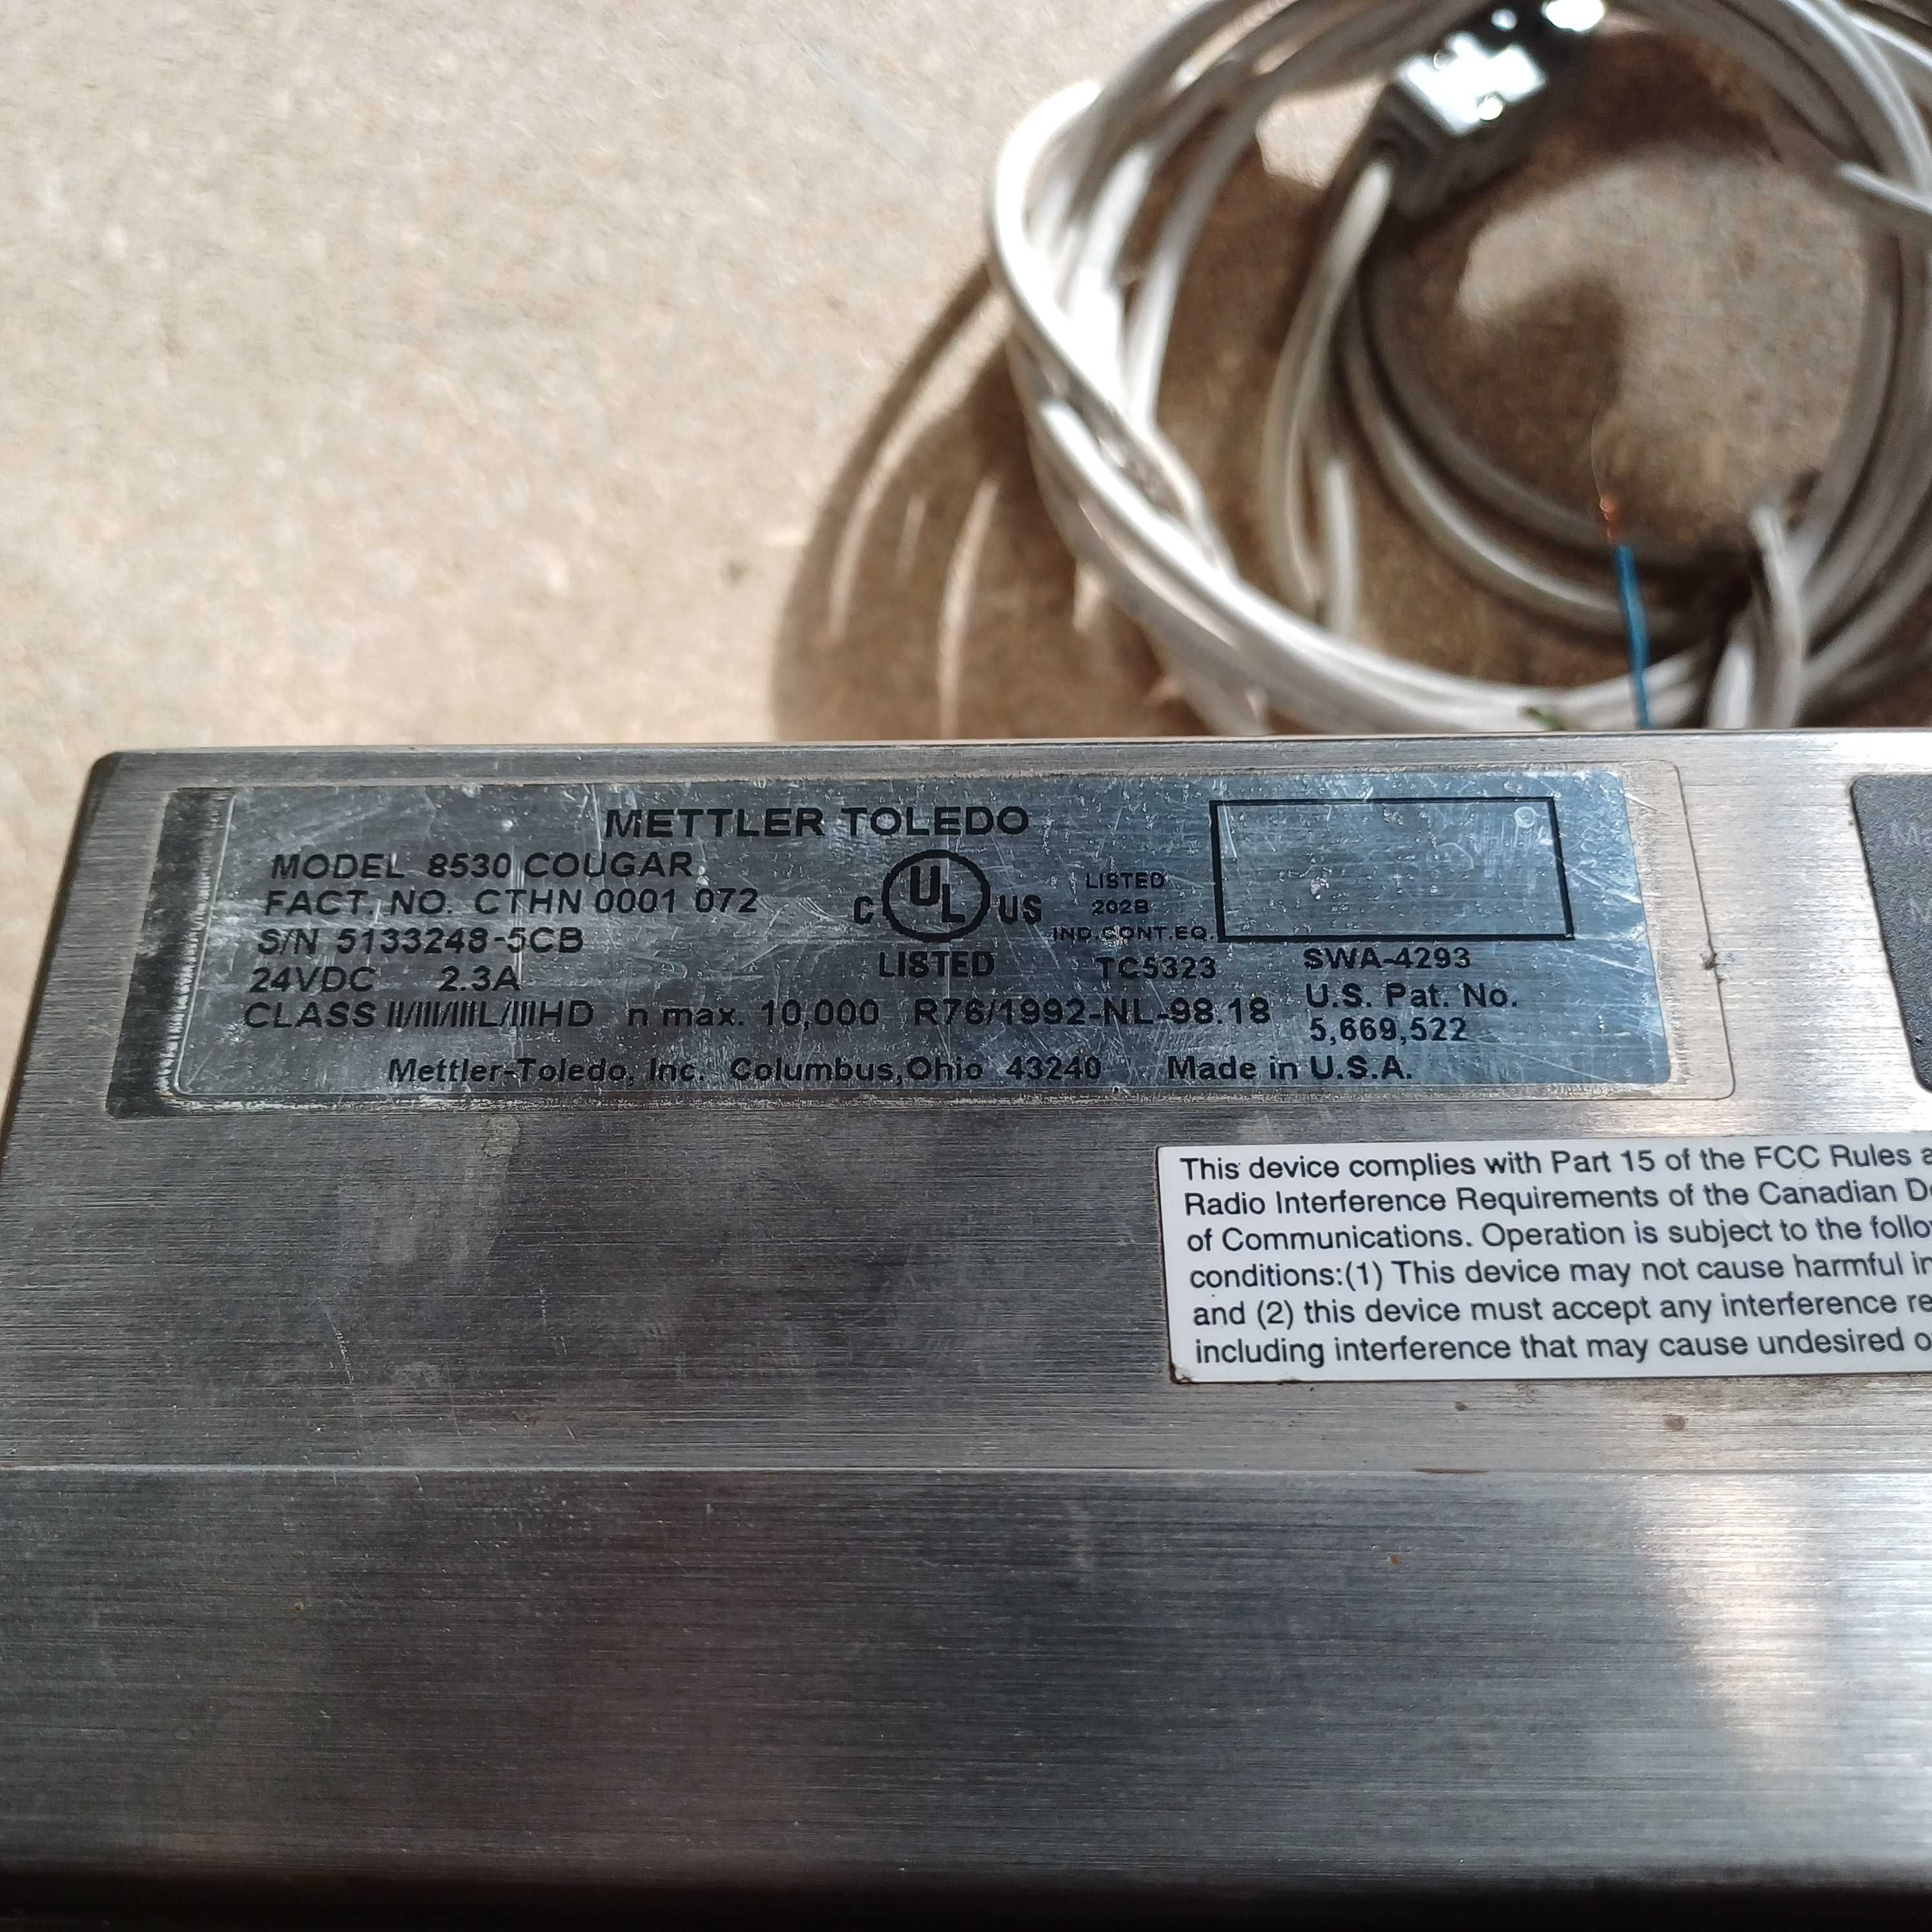 METTLER TOLEDO
MODEL 8530 COUGAR
FACT. NO. CTHN 0001 072
S/N 5133248-5CB
24VDC 2.3A
CLASS II/III/IIIL/IIIHD n max. 10,000 R76/1992-NL-98.18
C UL US
LISTED
LISTED
202B
IND.CONT.EQ.
TC5323
SWA-4293
U.S. Pat. No.
5,669,522
Mettler-Toledo, Inc. Columbus,Ohio 43240 Made in U.S.A.
This device complies with Part 15 of the FCC Rules a
Radio Interference Requirements of the Canadian De
of Communications. Operation is subject to the follo
conditions:(1) This device may not cause harmful in
and (2) this device must accept any interference re
including interference that may cause undesired o